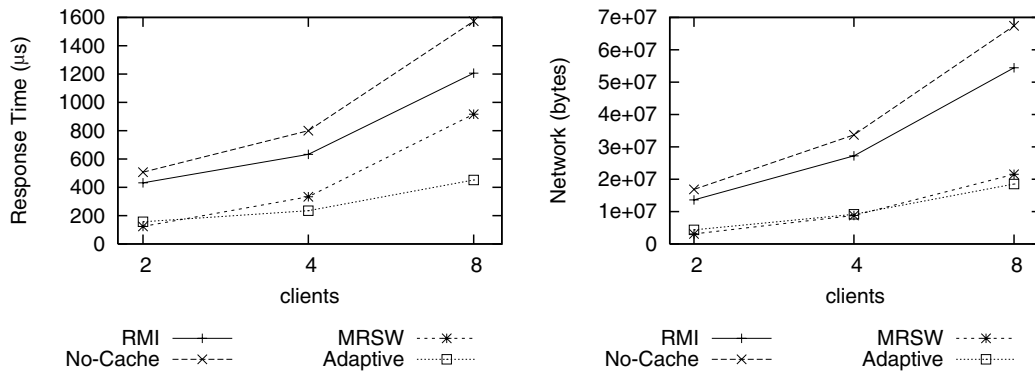 1600
1400
1200
1000
800
600
400
200
0
Response Time (μs)
2 4 8
clients
RMI MRSW
No-Cache Adaptive
7e+07
6e+07
5e+07
4e+07
3e+07
2e+07
1e+07
0
Network (bytes)
2 4 8
clients
RMI MRSW
No-Cache Adaptive